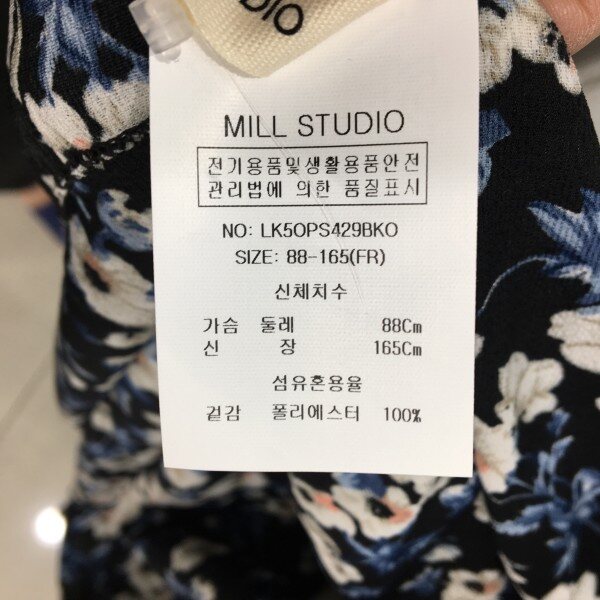 DIO
MILL STUDIO
전기용품및생활용품안전
관리법에 의한 품질표시
NO: LK5OPS429BKO
SIZE: 88-165(FR)
신체치수
가슴 둘레 88Cm
신 장 165Cm
섬유혼용율
겉감 폴리에스터 100%